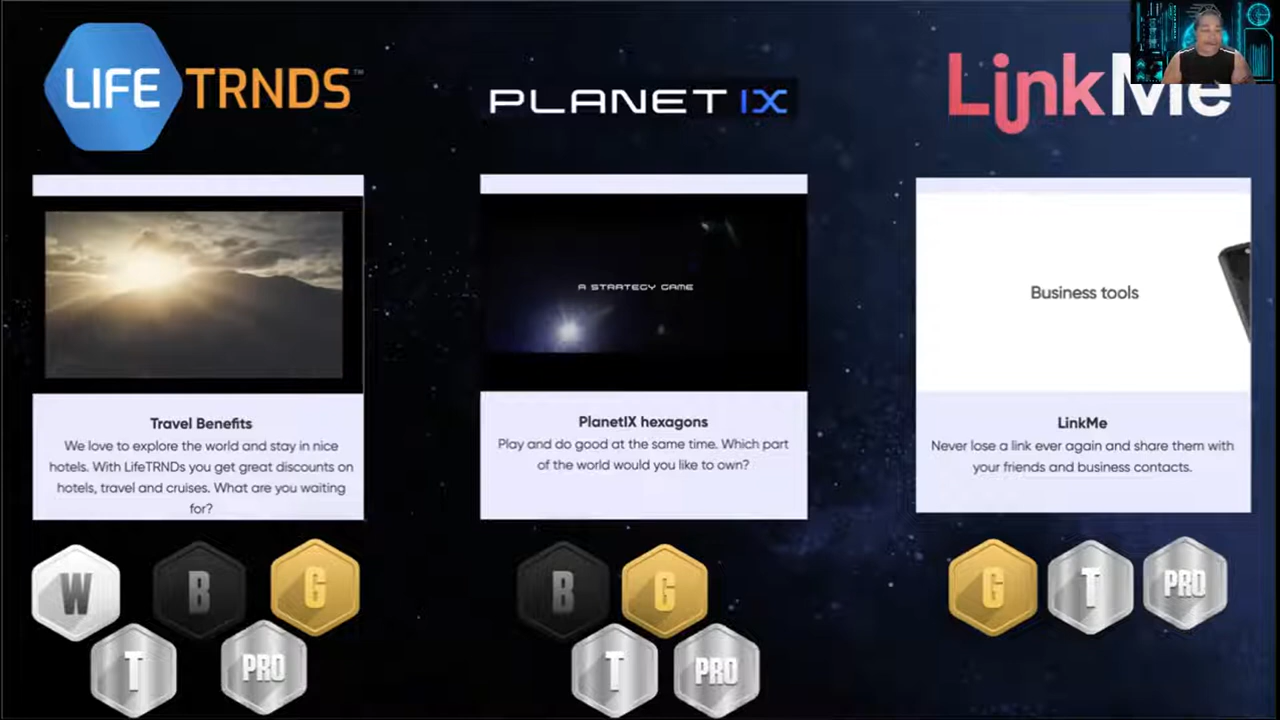 LIFE TRNDS™
PLANET IX
LinkMe
A STRATEGY GAME
Business tools
Travel Benefits
We love to explore the world and stay in nice
hotels. With LifeTRNDs you get great discounts on
hotels, travel and cruises. What are you waiting
for?
PlanetIX hexagons
Play and do good at the same time. Which part
of the world would you like to own?
LinkMe
Never lose a link ever again and share them with
your friends and business contacts.
W B G
T PRO
B G
T PRO
G T PRO